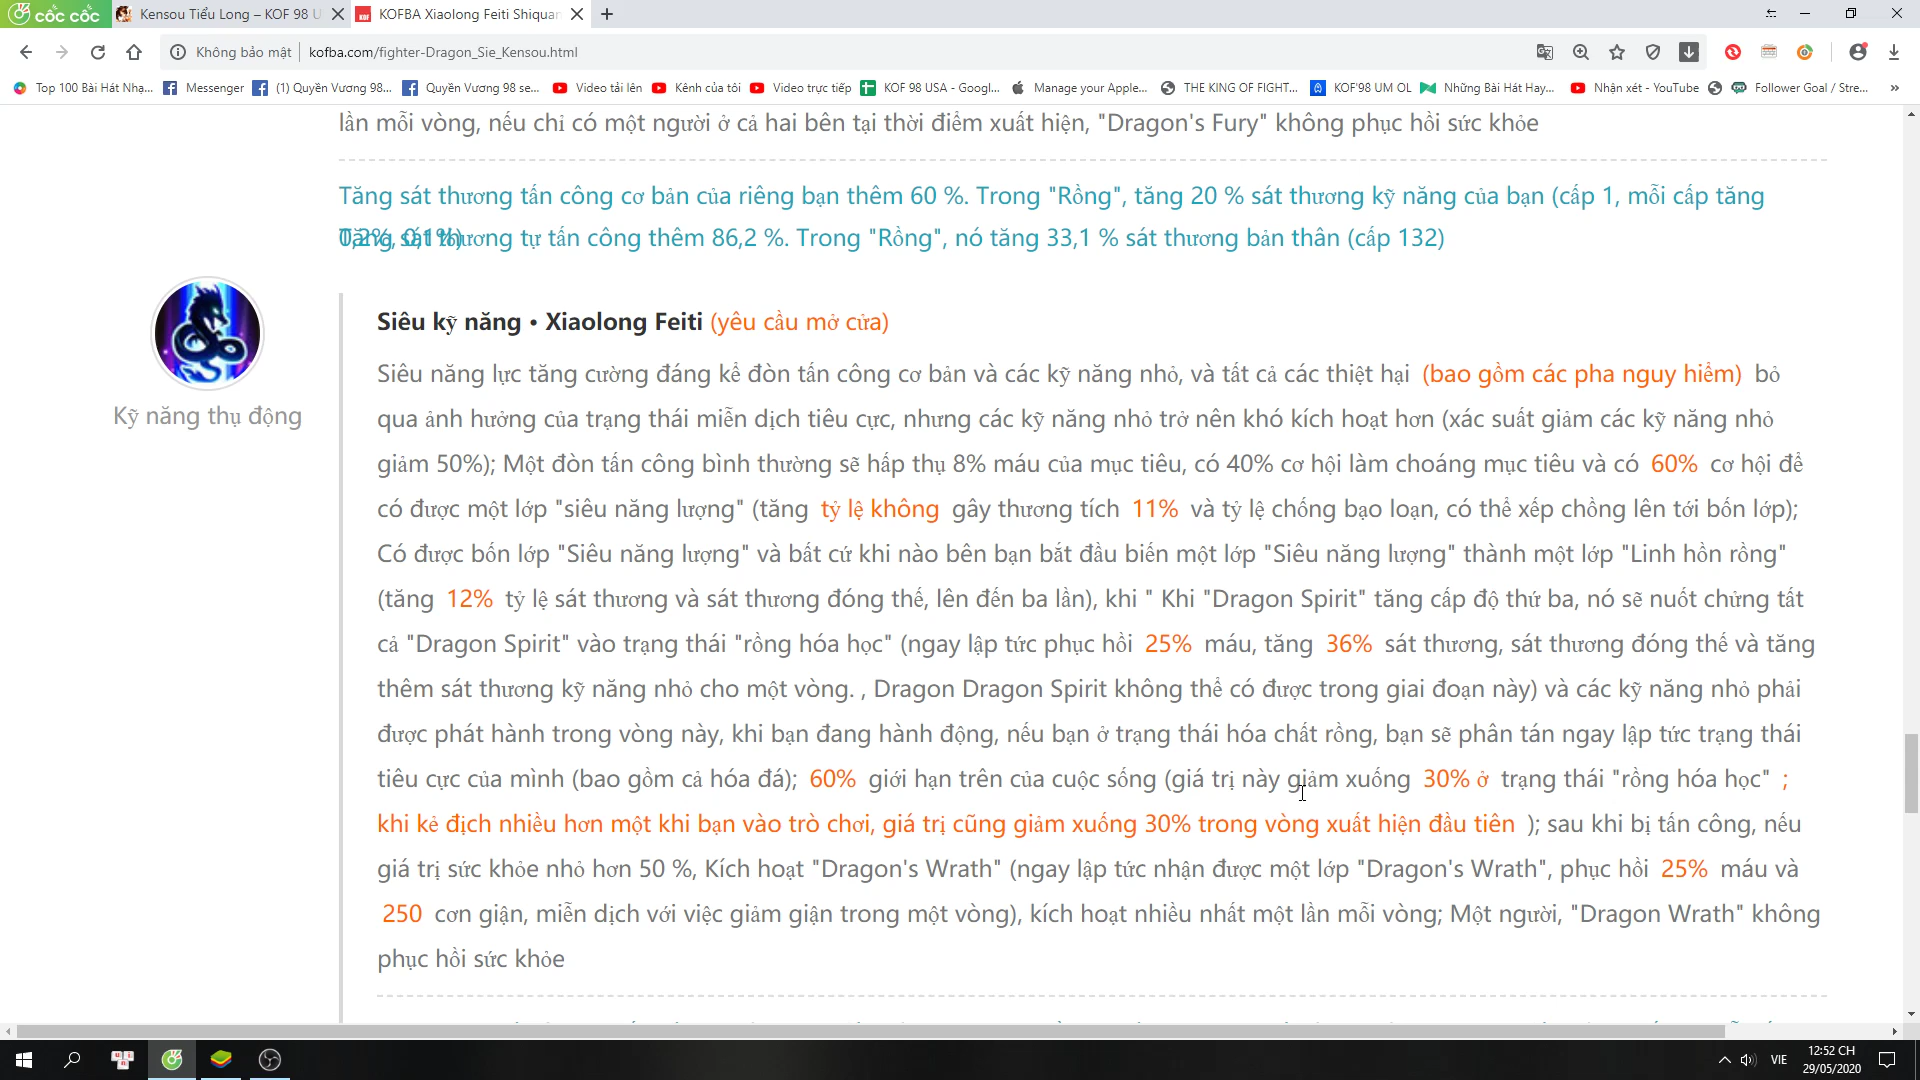 cốc cốc
Kensou Tiểu Long – KOF 98 U
KOFBA Xiaolong Feiti Shiquan
Không bảo mật
kofba.com/fighter-Dragon_Sie_Kensou.html
Top 100 Bài Hát Nhạ...
Messenger
(1) Quyền Vương 98...
Quyền Vương 98 se...
Video tải lên
Kênh của tôi
Video trực tiếp
KOF 98 USA - Googl...
Manage your Apple...
THE KING OF FIGHT...
KOF'98 UM OL
Những Bài Hát Hay...
Nhận xét - YouTube
Follower Goal / Stre...
lần mỗi vòng, nếu chỉ có một người ở cả hai bên tại thời điểm xuất hiện, "Dragon's Fury" không phục hồi sức khỏe
Tăng sát thương tấn công cơ bản của riêng bạn thêm 60 %. Trong "Rồng", tăng 20 % sát thương kỹ năng của bạn (cấp 1, mỗi cấp tăng
0,2%, 0,1%)
Tăng sát thương tự tấn công thêm 86,2 %. Trong "Rồng", nó tăng 33,1 % sát thương bản thân (cấp 132)
Kỹ năng thụ động
Siêu kỹ năng • Xiaolong Feiti (yêu cầu mở cửa)
Siêu năng lực tăng cường đáng kể đòn tấn công cơ bản và các kỹ năng nhỏ, và tất cả các thiệt hại (bao gồm các pha nguy hiểm) bỏ
qua ảnh hưởng của trạng thái miễn dịch tiêu cực, nhưng các kỹ năng nhỏ trở nên khó kích hoạt hơn (xác suất giảm các kỹ năng nhỏ
giảm 50%); Một đòn tấn công bình thường sẽ hấp thụ 8% máu của mục tiêu, có 40% cơ hội làm choáng mục tiêu và có 60% cơ hội để
có được một lớp "siêu năng lượng" (tăng tỷ lệ không gây thương tích 11% và tỷ lệ chống bạo loạn, có thể xếp chồng lên tới bốn lớp);
Có được bốn lớp "Siêu năng lượng" và bất cứ khi nào bên bạn bắt đầu biến một lớp "Siêu năng lượng" thành một lớp "Linh hồn rồng"
(tăng 12% tỷ lệ sát thương và sát thương đóng thế, lên đến ba lần), khi " Khi "Dragon Spirit" tăng cấp độ thứ ba, nó sẽ nuốt chửng tất
cả "Dragon Spirit" vào trạng thái "rồng hóa học" (ngay lập tức phục hồi 25% máu, tăng 36% sát thương, sát thương đóng thế và tăng
thêm sát thương kỹ năng nhỏ cho một vòng. , Dragon Dragon Spirit không thể có được trong giai đoạn này) và các kỹ năng nhỏ phải
được phát hành trong vòng này, khi bạn đang hành động, nếu bạn ở trạng thái hóa chất rồng, bạn sẽ phân tán ngay lập tức trạng thái
tiêu cực của mình (bao gồm cả hóa đá); 60% giới hạn trên của cuộc sống (giá trị này giảm xuống 30% ở trạng thái "rồng hóa học" ;
khi kẻ địch nhiều hơn một khi bạn vào trò chơi, giá trị cũng giảm xuống 30% trong vòng xuất hiện đầu tiên ); sau khi bị tấn công, nếu
giá trị sức khỏe nhỏ hơn 50 %, Kích hoạt "Dragon's Wrath" (ngay lập tức nhận được một lớp "Dragon's Wrath", phục hồi 25% máu và
250 cơn giận, miễn dịch với việc giảm giận trong một vòng), kích hoạt nhiều nhất một lần mỗi vòng; Một người, "Dragon Wrath" không
phục hồi sức khỏe
VIE
12:52 CH
29/05/2020